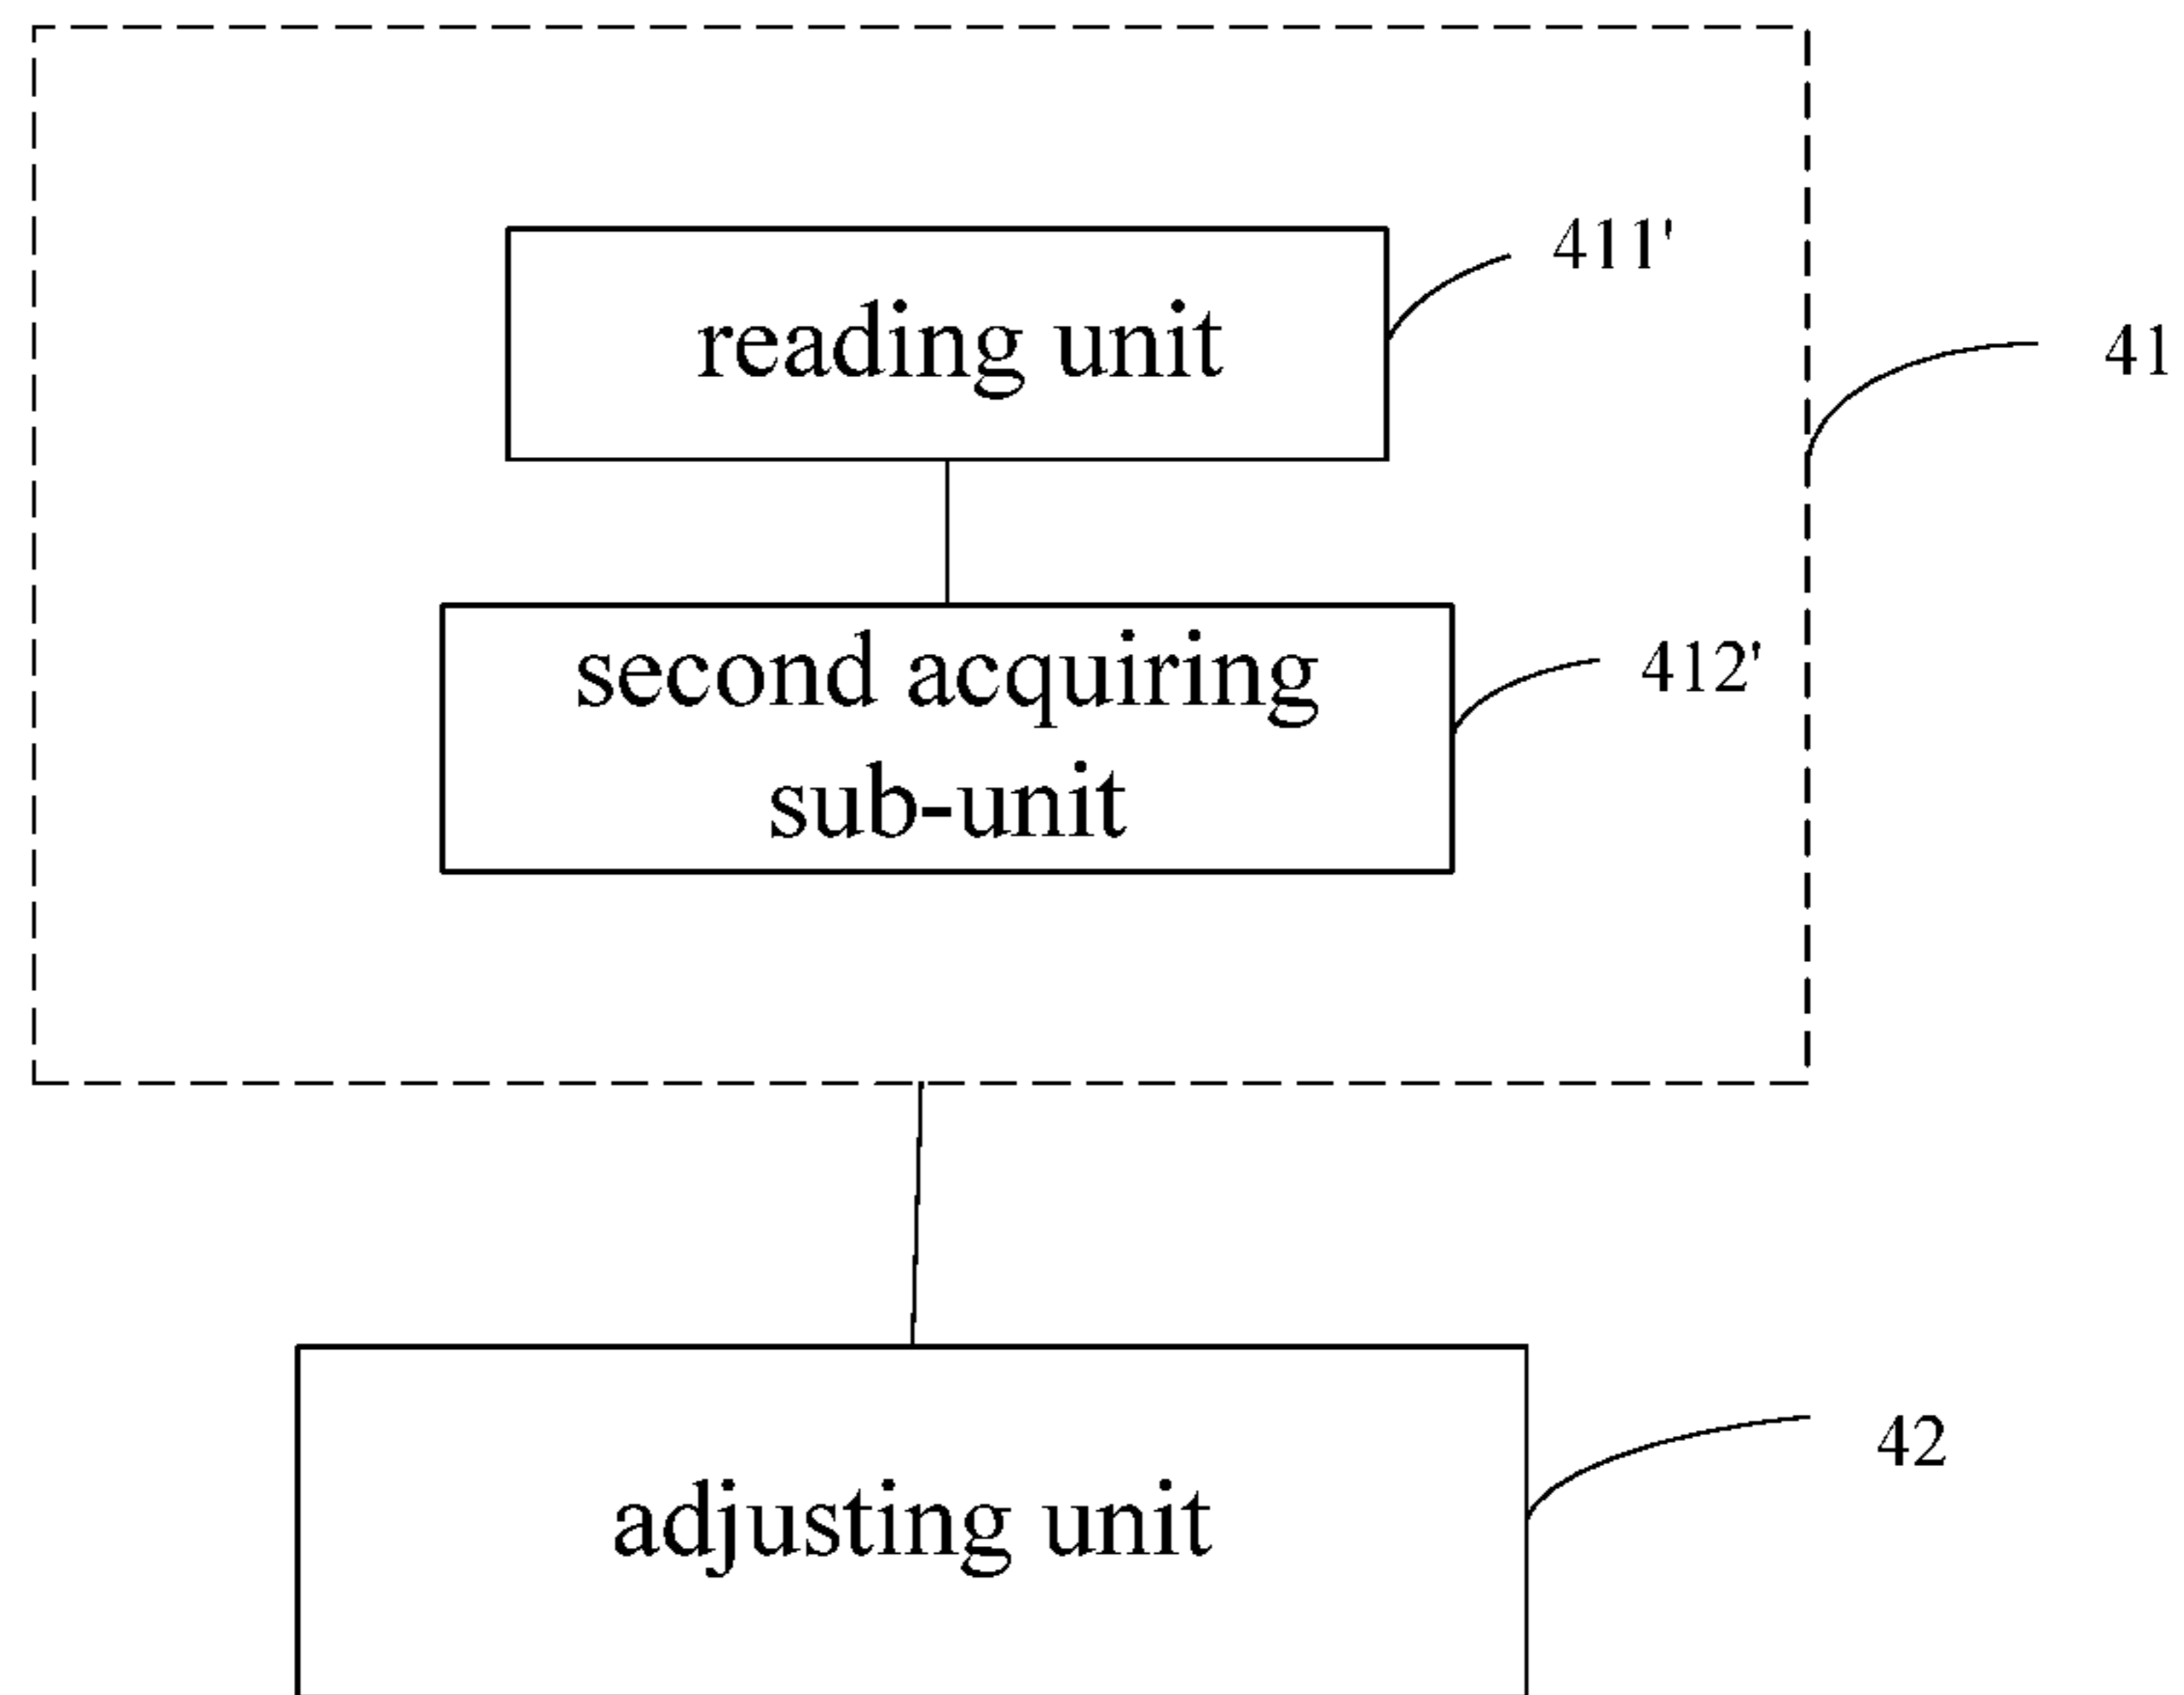 reading unit
411'
41
second acquiring
sub-unit
412'
adjusting unit
42